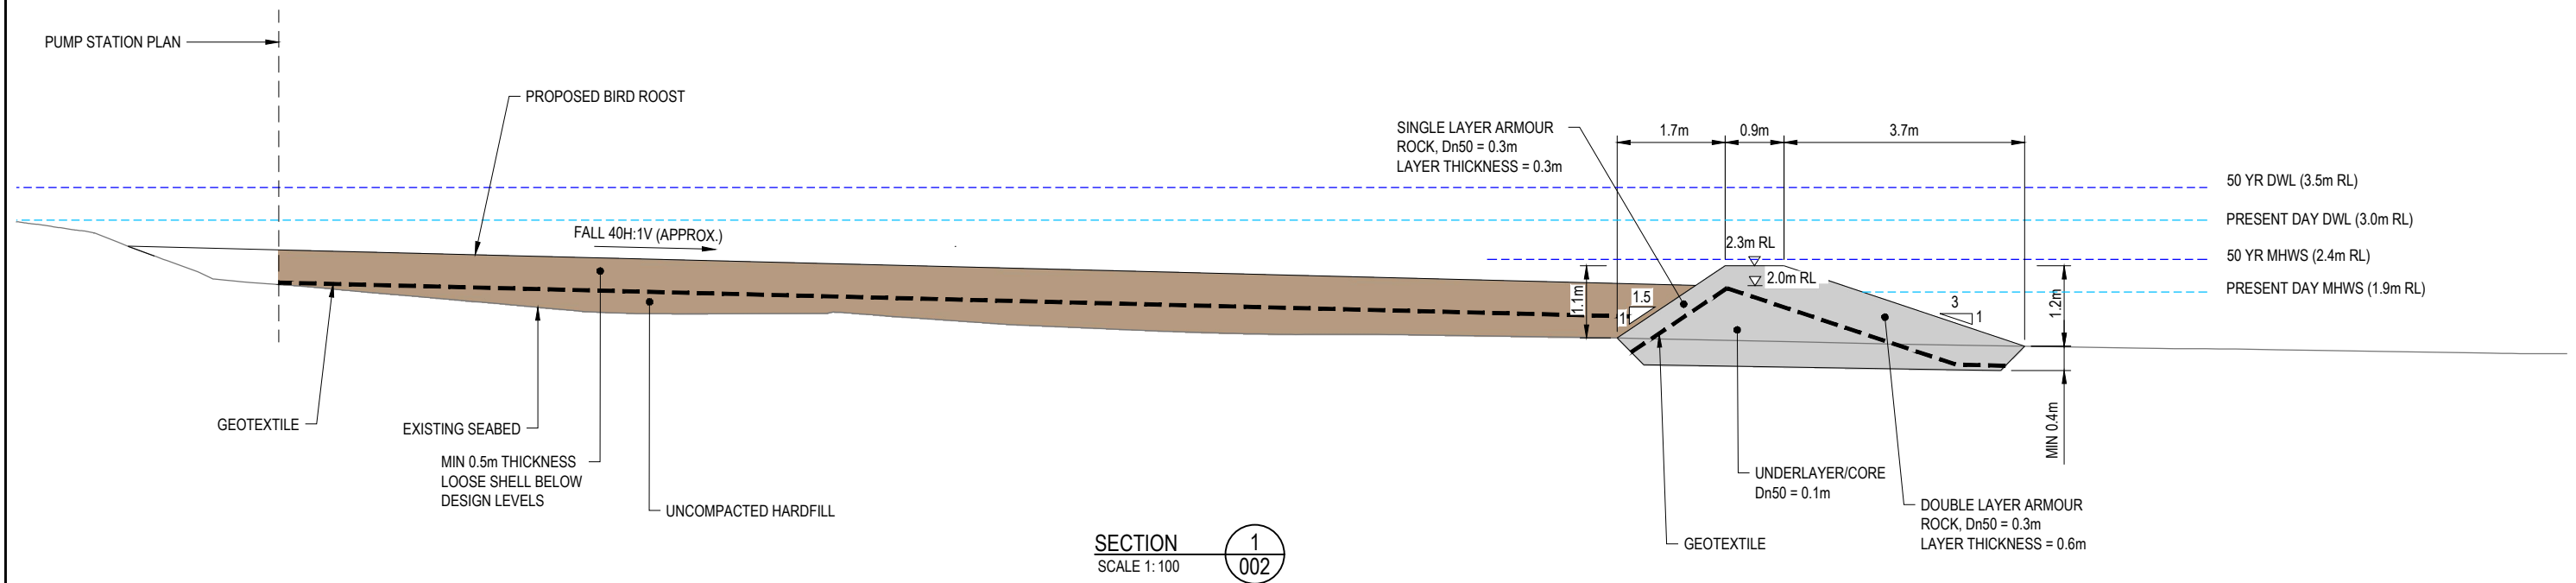 PUMP STATION PLAN
PROPOSED BIRD ROOST
FALL 40H:1V (APPROX.)
SINGLE LAYER ARMOUR
ROCK, Dn50 = 0.3m
LAYER THICKNESS = 0.3m
1.7m
0.9m
3.7m
50 YR DWL (3.5m RL)
PRESENT DAY DWL (3.0m RL)
50 YR MHWS (2.4m RL)
PRESENT DAY MHWS (1.9m RL)
2.3m RL
2.0m RL
1.1m
1.5
1
3
1
1.2m
MIN 0.4m
GEOTEXTILE
EXISTING SEABED
MIN 0.5m THICKNESS
LOOSE SHELL BELOW
DESIGN LEVELS
UNCOMPACTED HARDFILL
UNDERLAYER/CORE
Dn50 = 0.1m
DOUBLE LAYER ARMOUR
ROCK, Dn50 = 0.3m
LAYER THICKNESS = 0.6m
GEOTEXTILE
SECTION
SCALE 1: 100
1
002